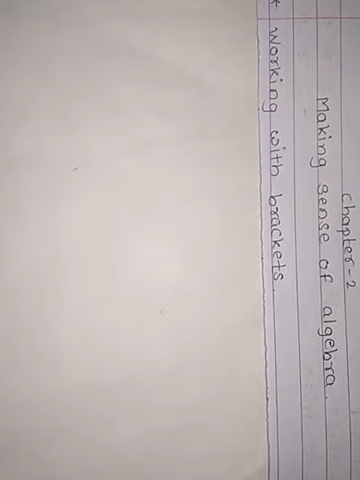 Chapter-2
Making sense of algebra.
* Working with brackets.